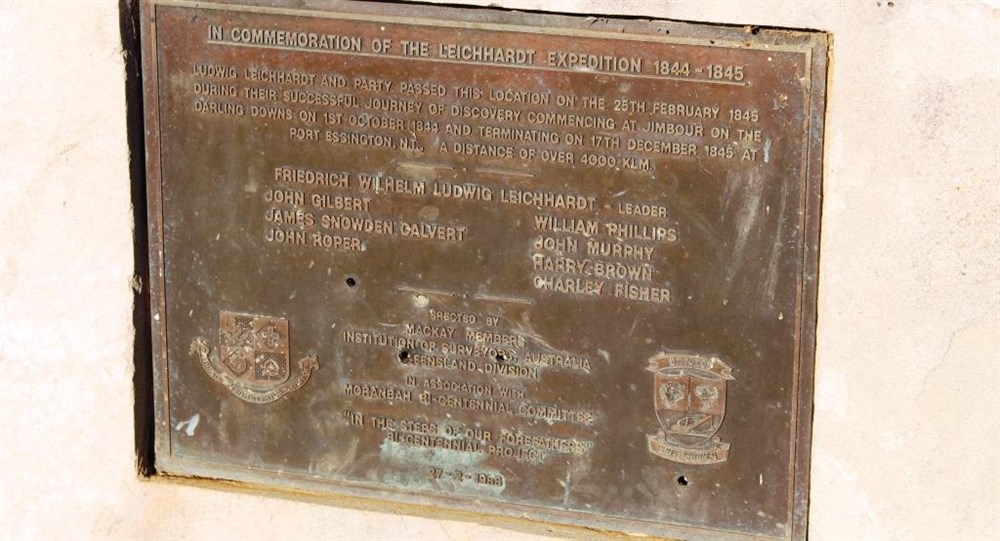 IN COMMEMORATION OF THE LEICHHARDT EXPEDITION 1844-1845
LUDWIG LEICHHARDT AND PARTY PASSED THIS LOCATION ON THE 25TH FEBRUARY 1845
DURING THEIR SUCCESSFUL JOURNEY OF DISCOVERY COMMENCING AT JIMBOUR ON THE
DARLING DOWNS ON 1ST OCTOBER 1844 AND TERMINATING ON 17TH DECEMBER 1845 AT
PORT ESSINGTON, N.T. A DISTANCE OF OVER 4000 KLM.
FRIEDRICH WILHELM LUDWIG LEICHHARDT - LEADER
JOHN GILBERT
JAMES SNOWDEN CALVERT
JOHN ROPER
WILLIAM PHILLIPS
JOHN MURPHY
HARRY BROWN
CHARLEY FISHER
ERECTED BY
MACKAY MEMBERS
INSTITUTION OF SURVEYORS, AUSTRALIA
QUEENSLAND DIVISION
IN ASSOCIATION WITH
MORANBAH BI-CENTENNIAL COMMITTEE
"IN THE STEPS OF OUR FOREFATHERS"
BI-CENTENNIAL PROJECT
27-2-1988